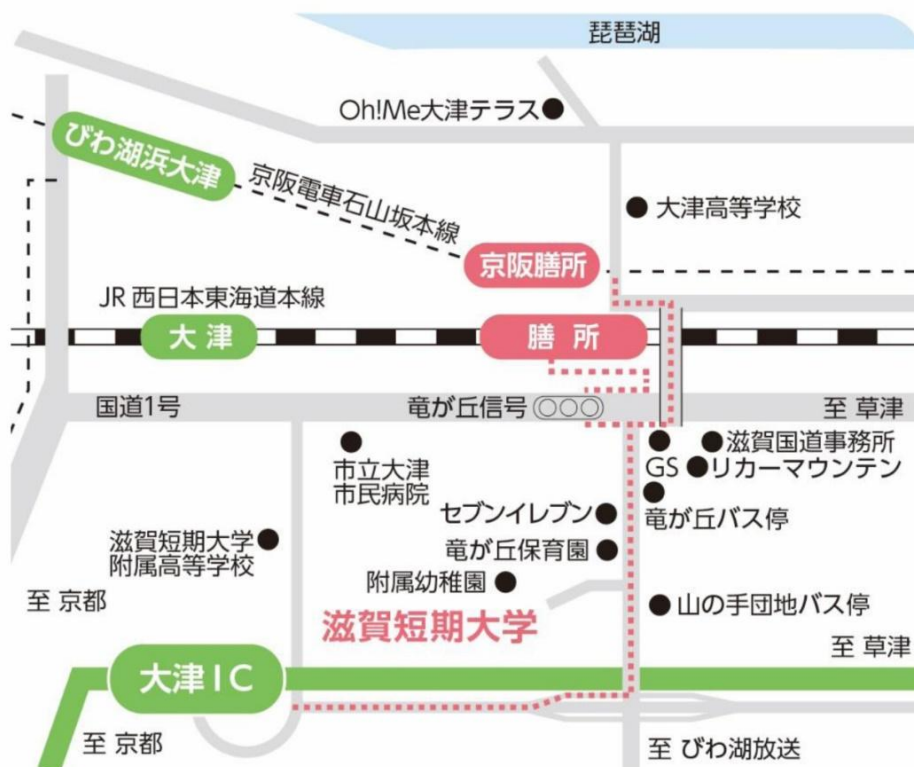 琵琶湖
Oh!Me大津テラス
びわ湖浜大津
京阪電車石山坂本線
大津高等学校
京阪膳所
JR 西日本東海道本線
大津
膳所
国道1号
竜が丘信号
至 草津
市立大津
市民病院
滋賀国道事務所
GS
リカーマウンテン
セブンイレブン
竜が丘バス停
滋賀短期大学
附属高等学校
竜が丘保育園
附属幼稚園
至 京都
山の手団地バス停
滋賀短期大学
至 草津
大津IC
至 京都
至 びわ湖放送